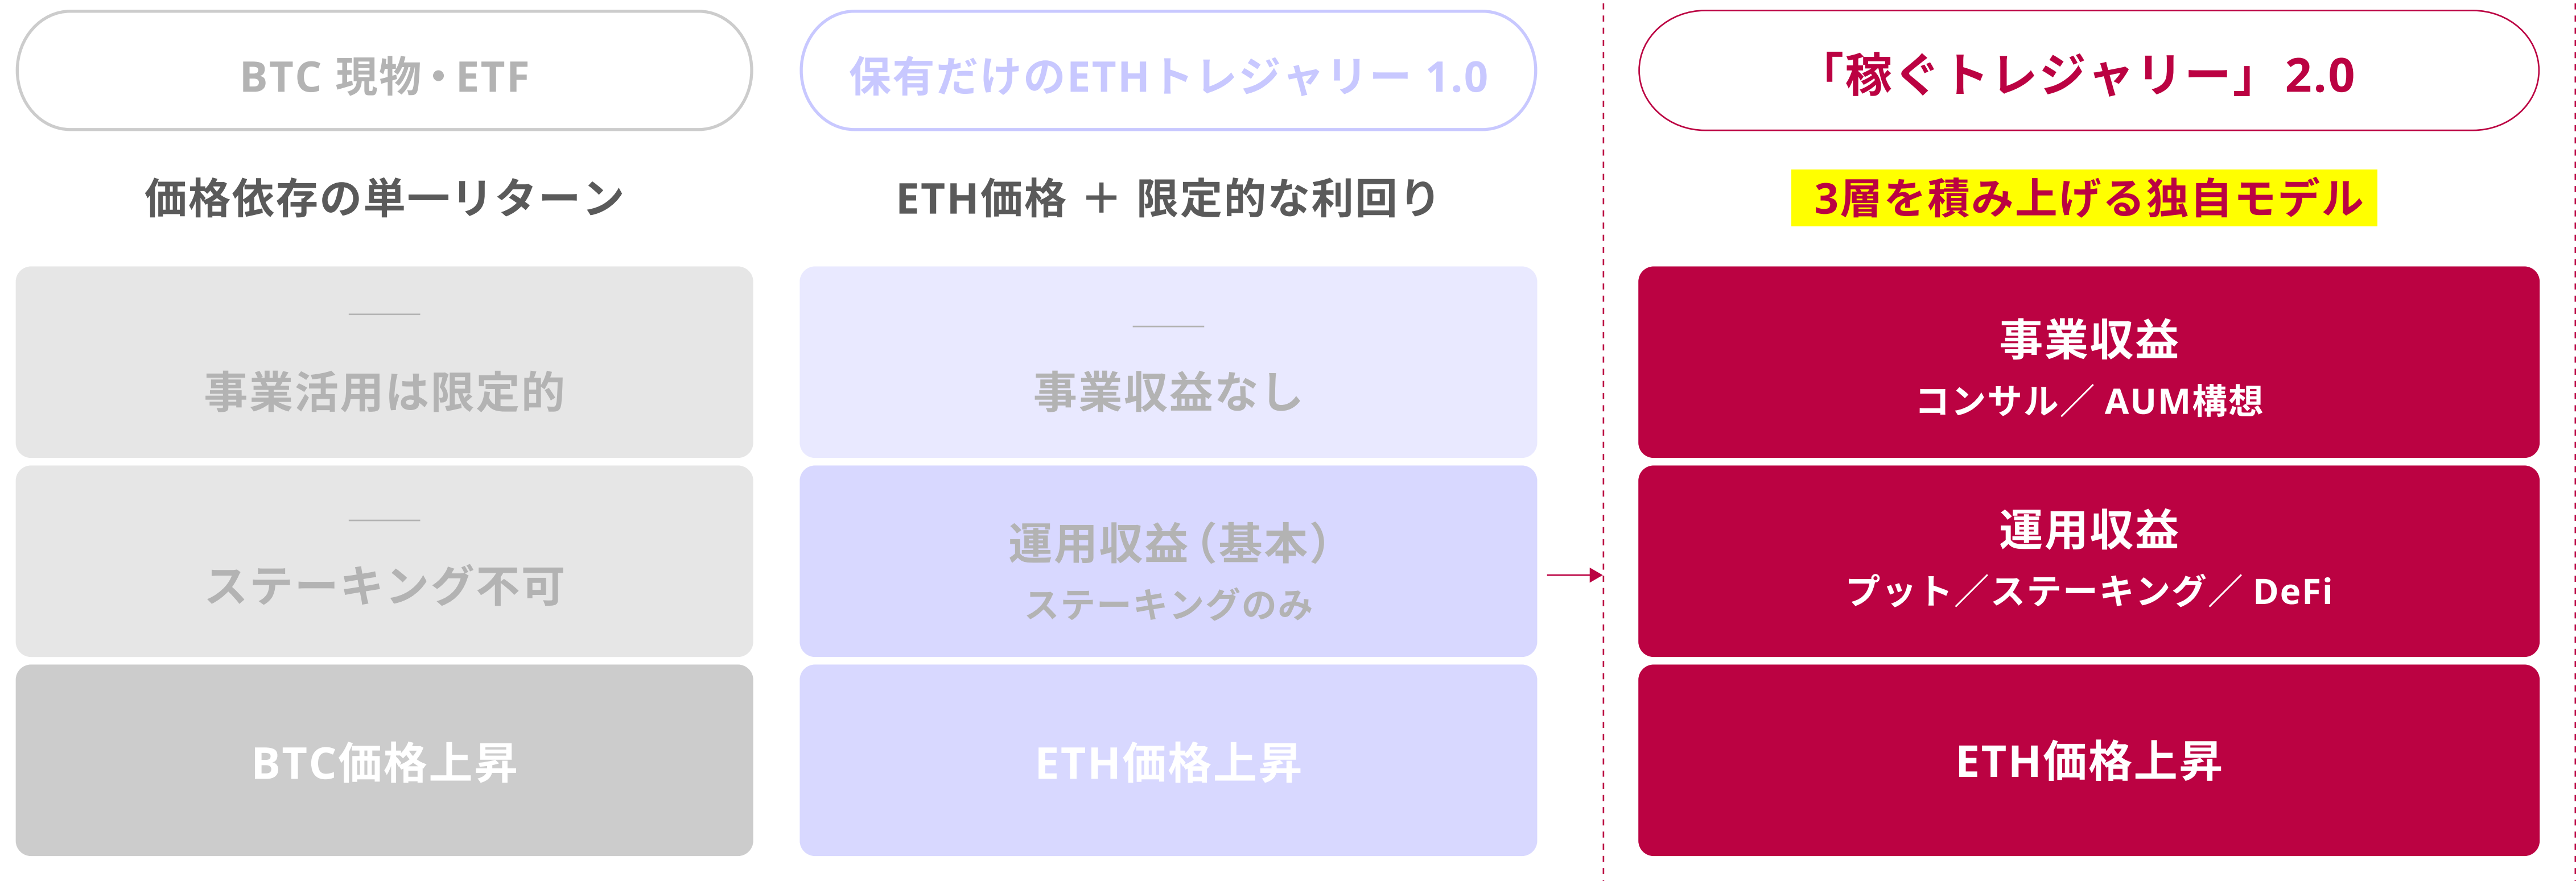 BTC 現物・ETF
価格依存の単一リターン
事業活用は限定的
ステーキング不可
BTC価格上昇
保有だけのETHトレジャリー 1.0
ETH価格 ＋ 限定的な利回り
事業収益なし
運用収益（基本）
ステーキングのみ
ETH価格上昇
「稼ぐトレジャリー」 2.0
3層を積み上げる独自モデル
事業収益
コンサル／ AUM構想
運用収益
プット／ステーキング／ DeFi
ETH価格上昇